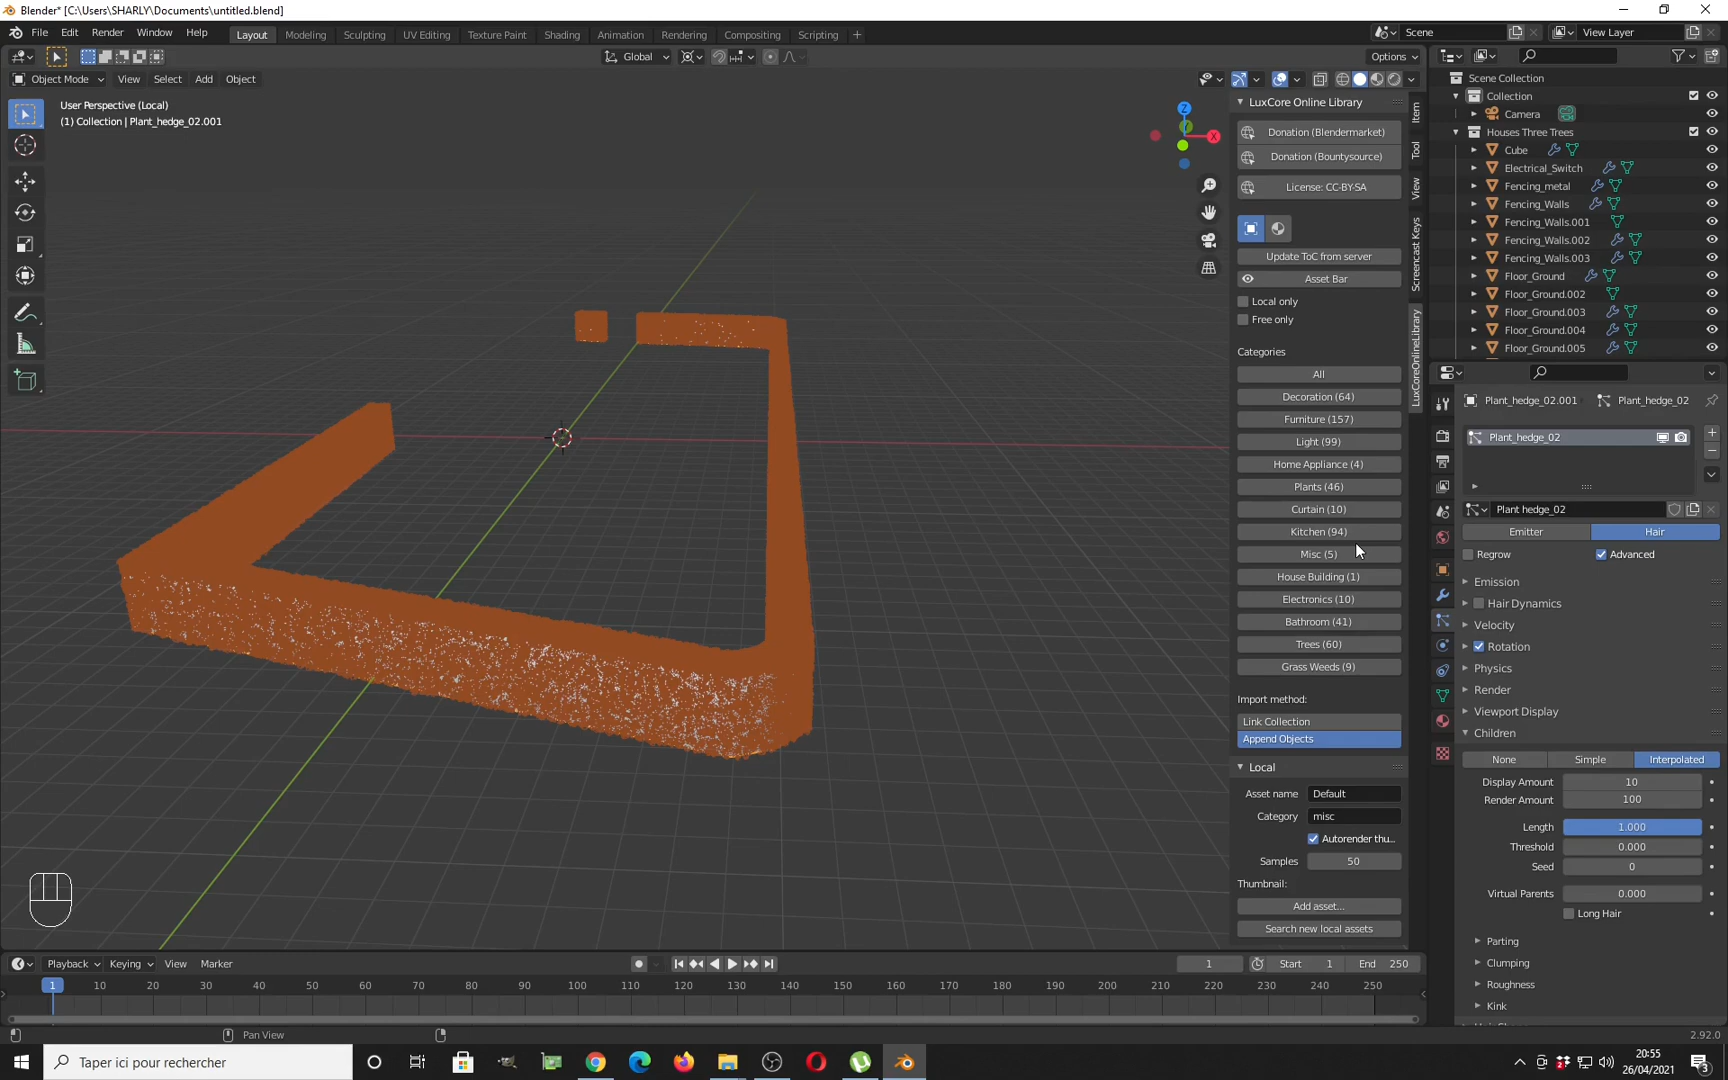 Blender* [C:\Users\SHARLY\Documents\untitled.blend]
File Edit Render Window Help
Layout Modeling Sculpting UV Editing Texture Paint Shading Animation Rendering Compositing Scripting +
Scene
View Layer
Global
Options
Object Mode View Select Add Object
User Perspective (Local)
(1) Collection | Plant_hedge_02.001
Z
Y
X
LuxCore Online Library
Donation (Blendermarket)
Donation (Bountysource)
License: CC-BY-SA
Update ToC from server
Asset Bar
Local only
Free only
Categories
All
Decoration (64)
Furniture (157)
Light (99)
Home Appliance (4)
Plants (46)
Curtain (10)
Kitchen (94)
Misc (5)
House Building (1)
Electronics (10)
Bathroom (41)
Trees (60)
Grass Weeds (9)
Import method:
Link Collection
Append Objects
Local
Asset name Default
Category misc
Autorender thu...
Samples 50
Thumbnail:
Add asset...
Search new local assets
Item
Tool
View
Screencast Keys
LuxCoreOnlineLibrary
Scene Collection
Collection
Camera
Houses Three Trees
Cube
Electrical_Switch
Fencing_metal
Fencing_Walls
Fencing_Walls.001
Fencing_Walls.002
Fencing_Walls.003
Floor_Ground
Floor_Ground.002
Floor_Ground.003
Floor_Ground.004
Floor_Ground.005
Plant_hedge_02.001 Plant_hedge_02
Plant_hedge_02
Plant hedge_02
Emitter Hair
Regrow Advanced
Emission
Hair Dynamics
Velocity
Rotation
Physics
Render
Viewport Display
Children
None Simple Interpolated
Display Amount 10
Render Amount 100
Length 1.000
Threshold 0.000
Seed 0
Virtual Parents 0.000
Long Hair
Parting
Clumping
Roughness
Kink
Playback Keying View Marker
1 Start 1 End 250
1 10 20 30 40 50 60 70 80 90 100 110 120 130 140 150 160 170 180 190 200 210 220 230 240 250
Pan View
2.92.0
Taper ici pour rechercher
20:55
26/04/2021
3